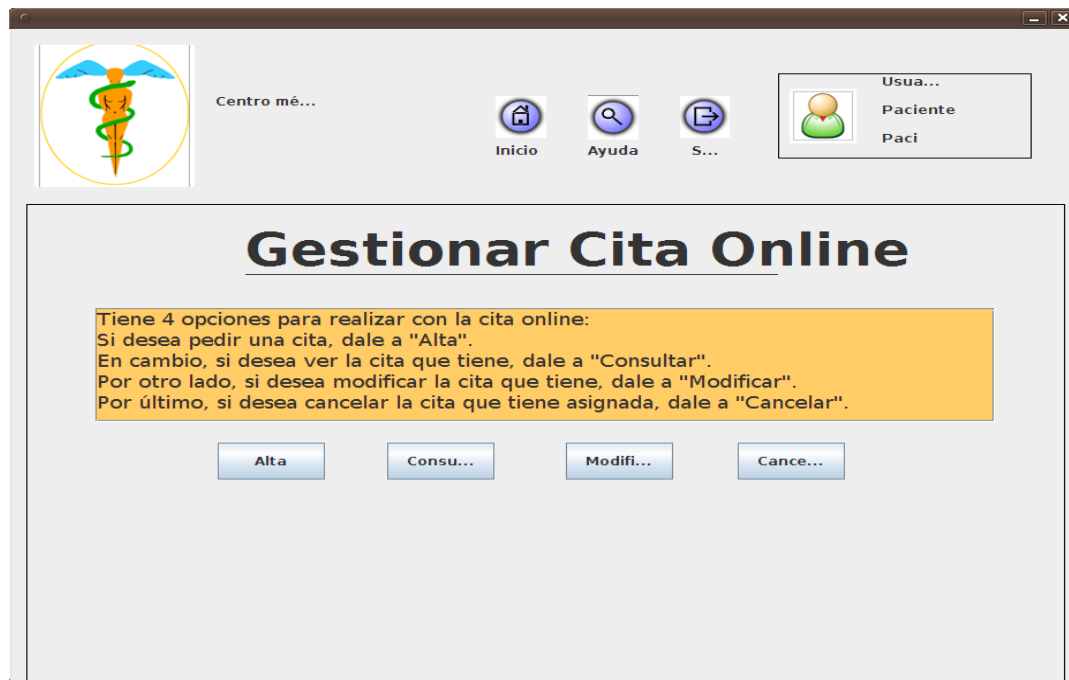 Centro mé...
Inicio
Ayuda
S...
Usua...
Paciente
Paci
Gestionar Cita Online
Tiene 4 opciones para realizar con la cita online:
Si desea pedir una cita, dale a "Alta".
En cambio, si desea ver la cita que tiene, dale a "Consultar".
Por otro lado, si desea modificar la cita que tiene, dale a "Modificar".
Por último, si desea cancelar la cita que tiene asignada, dale a "Cancelar".
Alta
Consu...
Modifi...
Cance...